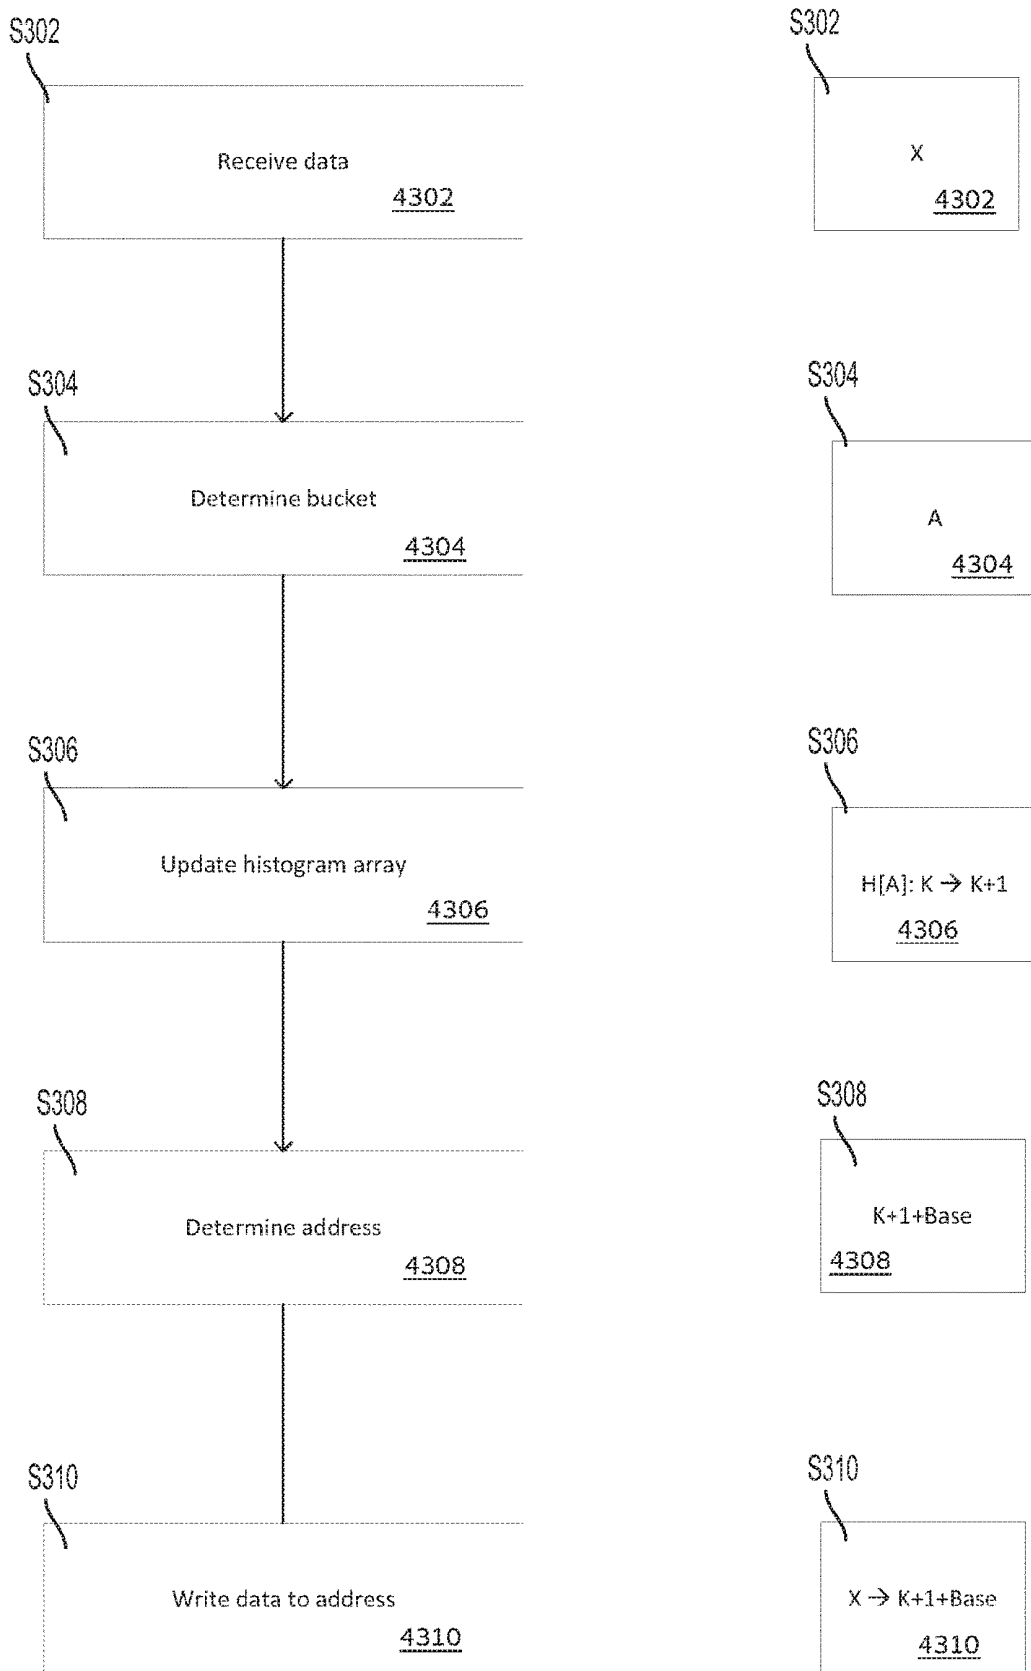 S302
Receive data
4302
S302
X
4302
S304
Determine bucket
4304
S304
A
4304
S306
Update histogram array
4306
S306
H[A]: K → K+1
4306
S308
Determine address
4308
S308
K+1+Base
4308
S310
Write data to address
4310
S310
X → K+1+Base
4310